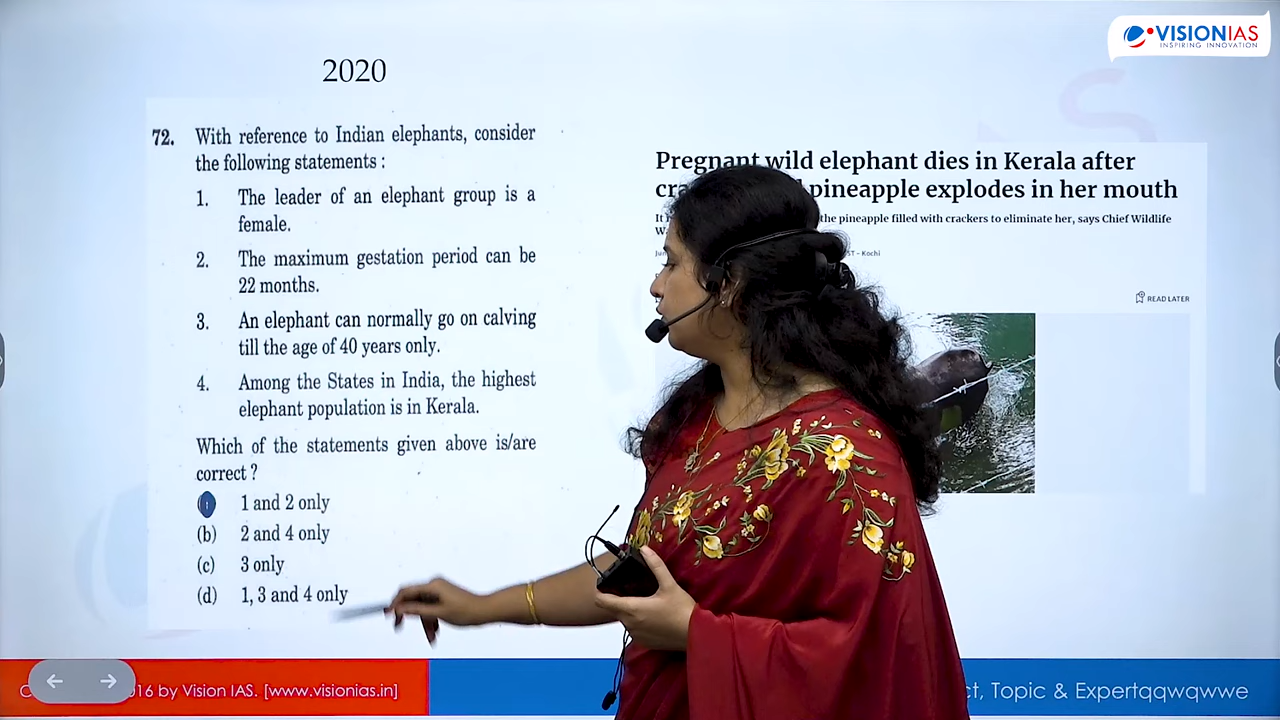 VISIONIAS
INSPIRING INNOVATION
2020
72. With reference to Indian elephants, consider
the following statements :
1. The leader of an elephant group is a
female.
2. The maximum gestation period can be
22 months.
3. An elephant can normally go on calving
till the age of 40 years only.
4. Among the States in India, the highest
elephant population is in Kerala.
Which of the statements given above is/are
correct ?
1 and 2 only
(b) 2 and 4 only
(c) 3 only
(d) 1, 3 and 4 only
Pregnant wild elephant dies in Kerala after
pineapple explodes in her mouth
It the pineapple filled with crackers to eliminate her, says Chief Wildlife
- Kochi
READ LATER
16 by Vision IAS. [www.visionias.in]
Topic & Expertqqwqwwe